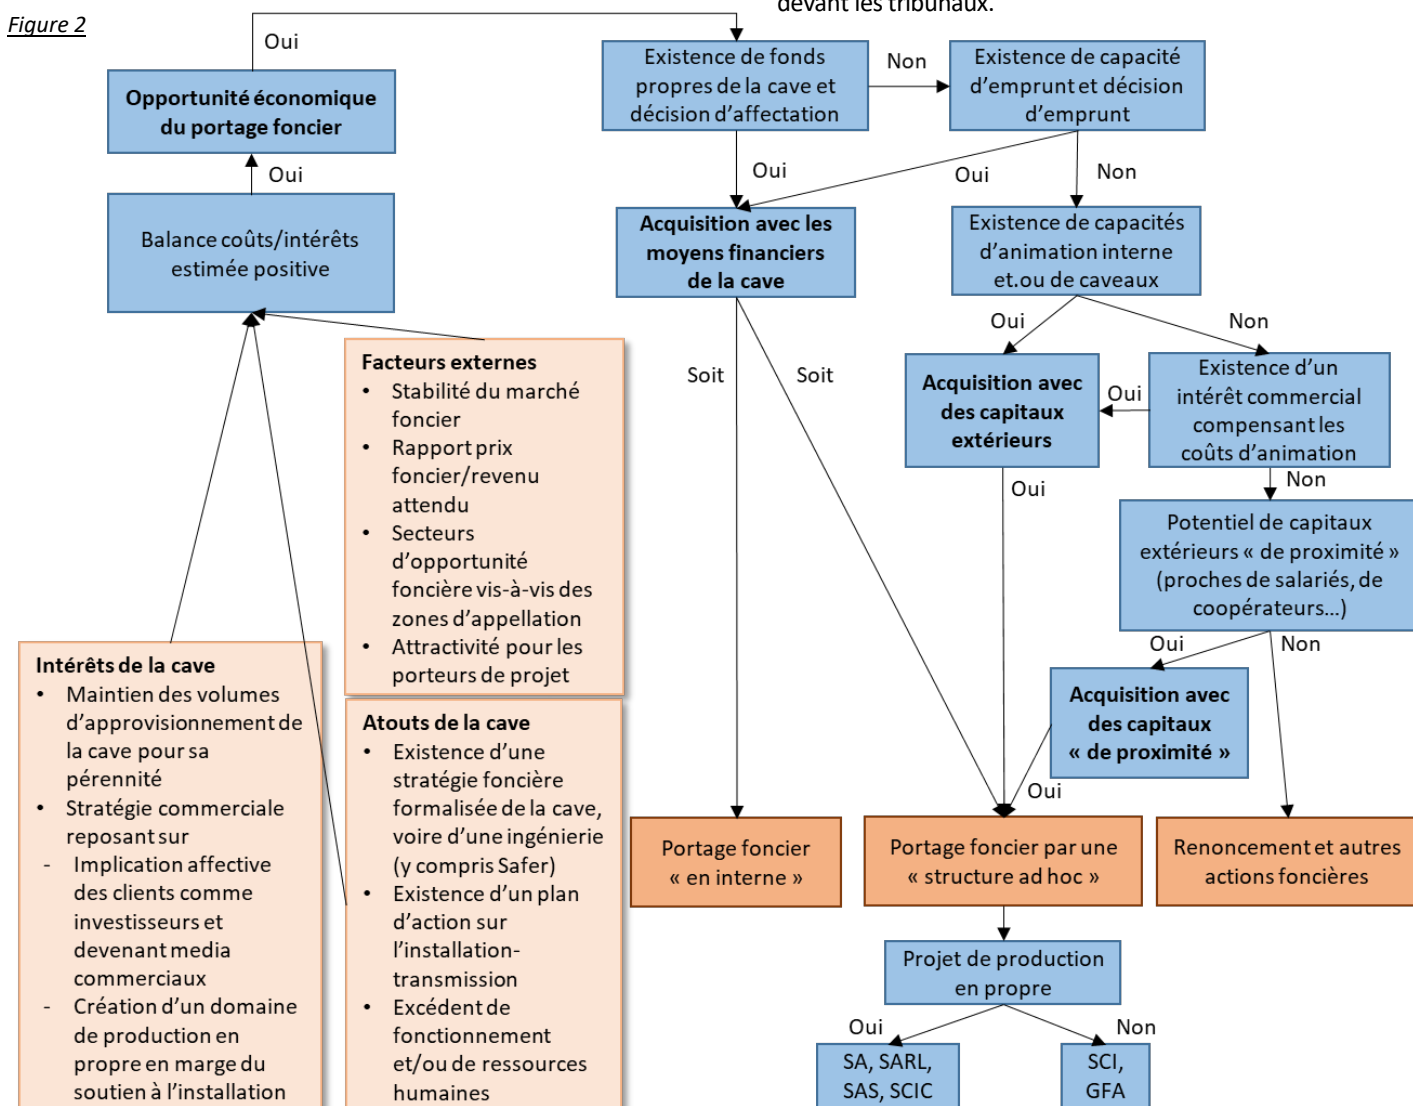 devant les tribunaux.
Figure 2
Oui
Opportunité économique
du portage foncier
Oui
Balance coûts/intérêts
estimée positive
Existence de fonds
propres de la cave et
décision d'affectation
Non
Existence de capacité
d'emprunt et décision
d'emprunt
Oui
Oui
Non
Acquisition avec les
moyens financiers
de la cave
Existence de capacités
d'animation interne
et.ou de caveaux
Oui
Non
Soit
Soit
Acquisition avec
des capitaux
extérieurs
Oui
Existence d'un
intérêt commercial
compensant les
coûts d'animation
Oui
Non
Potentiel de capitaux
extérieurs « de proximité »
(proches de salariés, de
coopérateurs...)
Oui
Non
Acquisition avec
des capitaux
« de proximité »
Oui
Facteurs externes
• Stabilité du marché
foncier
• Rapport prix
foncier/revenu
attendu
• Secteurs
d'opportunité
foncière vis-à-vis des
zones d'appellation
• Attractivité pour les
porteurs de projet
Intérêts de la cave
• Maintien des volumes
d'approvisionnement de
la cave pour sa
pérennité
• Stratégie commerciale
reposant sur
- Implication affective
des clients comme
investisseurs et
devenant media
commerciaux
- Création d'un domaine
de production en
propre en marge du
soutien à l'installation
Atouts de la cave
• Existence d'une
stratégie foncière
formalisée de la cave,
voire d'une ingénierie
(y compris Safer)
• Existence d'un plan
d'action sur
l'installation-
transmission
• Excédent de
fonctionnement
et/ou de ressources
humaines
Portage foncier
« en interne »
Portage foncier par une
« structure ad hoc »
Renoncement et autres
actions foncières
Projet de production
en propre
Oui
Non
SA, SARL,
SAS, SCIC
SCI,
GFA